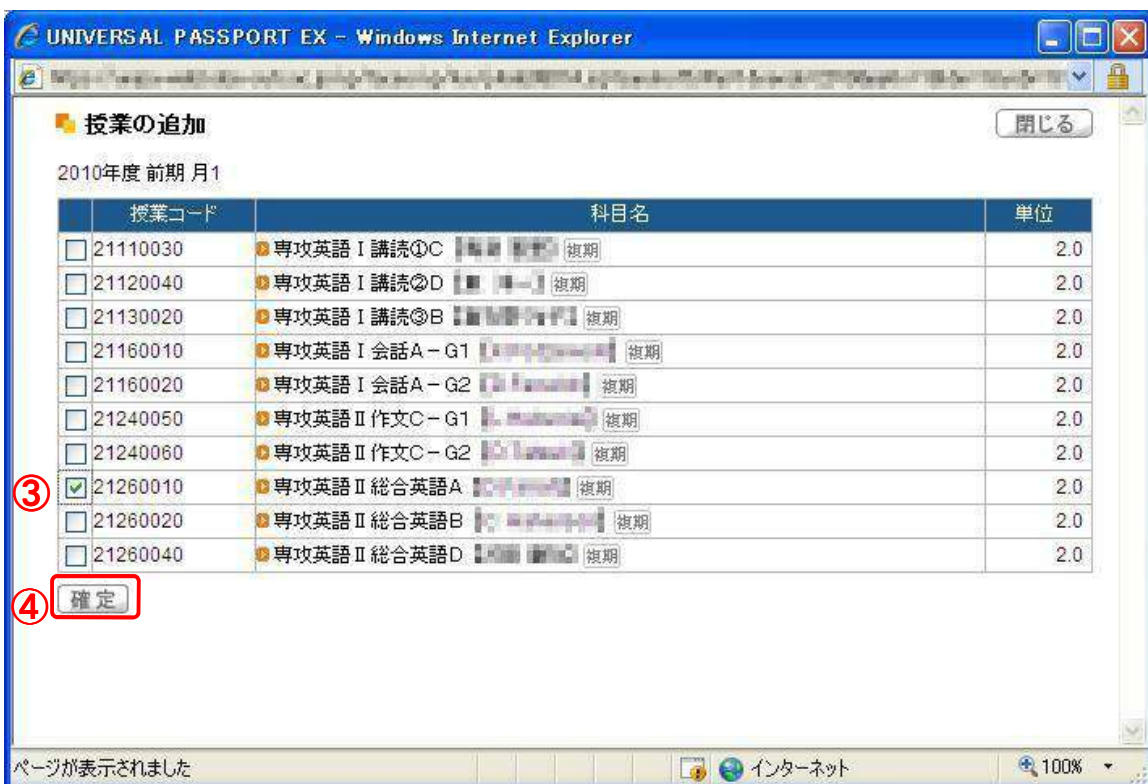 UNIVERSAL PASSPORT EX - Windows Internet Explorer
授業の追加 閉じる
2010年度 前期 月1
授業コード 科目名 単位
21110030 専攻英語Ⅰ講読①C 複期 2.0
21120040 専攻英語Ⅰ講読②D 複期 2.0
21130020 専攻英語Ⅰ講読③B 複期 2.0
21160010 専攻英語Ⅰ会話A-G1 複期 2.0
21160020 専攻英語Ⅰ会話A-G2 複期 2.0
21240050 専攻英語Ⅱ作文C-G1 複期 2.0
21240060 専攻英語Ⅱ作文C-G2 複期 2.0
③ 21260010 専攻英語Ⅱ総合英語A 複期 2.0
21260020 専攻英語Ⅱ総合英語B 複期 2.0
21260040 専攻英語Ⅱ総合英語D 複期 2.0
④ 確定
ページが表示されました インターネット 100%